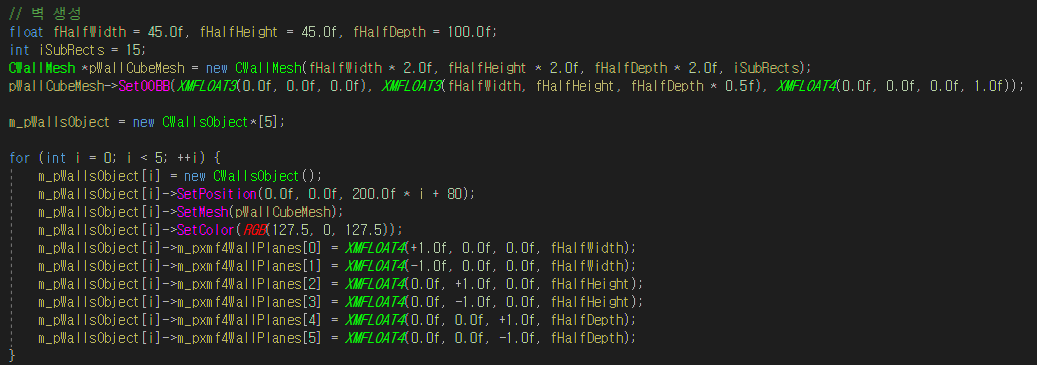 // 벽 생성
float fHalfWidth = 45.0f, fHalfHeight = 45.0f, fHalfDepth = 100.0f;
int iSubRects = 15;
CWallMesh *pWallCubeMesh = new CWallMesh(fHalfWidth * 2.0f, fHalfHeight * 2.0f, fHalfDepth * 2.0f, iSubRects);
pWallCubeMesh->SetOOBB(XMFLOAT3(0.0f, 0.0f, 0.0f), XMFLOAT3(fHalfWidth, fHalfHeight, fHalfDepth * 0.5f), XMFLOAT4(0.0f, 0.0f, 0.0f, 1.0f));
m_pWallsObject = new CWallsObject*[5];
for (int i = 0; i < 5; ++i) {
m_pWallsObject[i] = new CWallsObject();
m_pWallsObject[i]->SetPosition(0.0f, 0.0f, 200.0f * i + 80);
m_pWallsObject[i]->SetMesh(pWallCubeMesh);
m_pWallsObject[i]->SetColor(RGB(127.5, 0, 127.5));
m_pWallsObject[i]->m_pxmf4WallPlanes[0] = XMFLOAT4(+1.0f, 0.0f, 0.0f, fHalfWidth);
m_pWallsObject[i]->m_pxmf4WallPlanes[1] = XMFLOAT4(-1.0f, 0.0f, 0.0f, fHalfWidth);
m_pWallsObject[i]->m_pxmf4WallPlanes[2] = XMFLOAT4(0.0f, +1.0f, 0.0f, fHalfHeight);
m_pWallsObject[i]->m_pxmf4WallPlanes[3] = XMFLOAT4(0.0f, -1.0f, 0.0f, fHalfHeight);
m_pWallsObject[i]->m_pxmf4WallPlanes[4] = XMFLOAT4(0.0f, 0.0f, +1.0f, fHalfDepth);
m_pWallsObject[i]->m_pxmf4WallPlanes[5] = XMFLOAT4(0.0f, 0.0f, -1.0f, fHalfDepth);
}